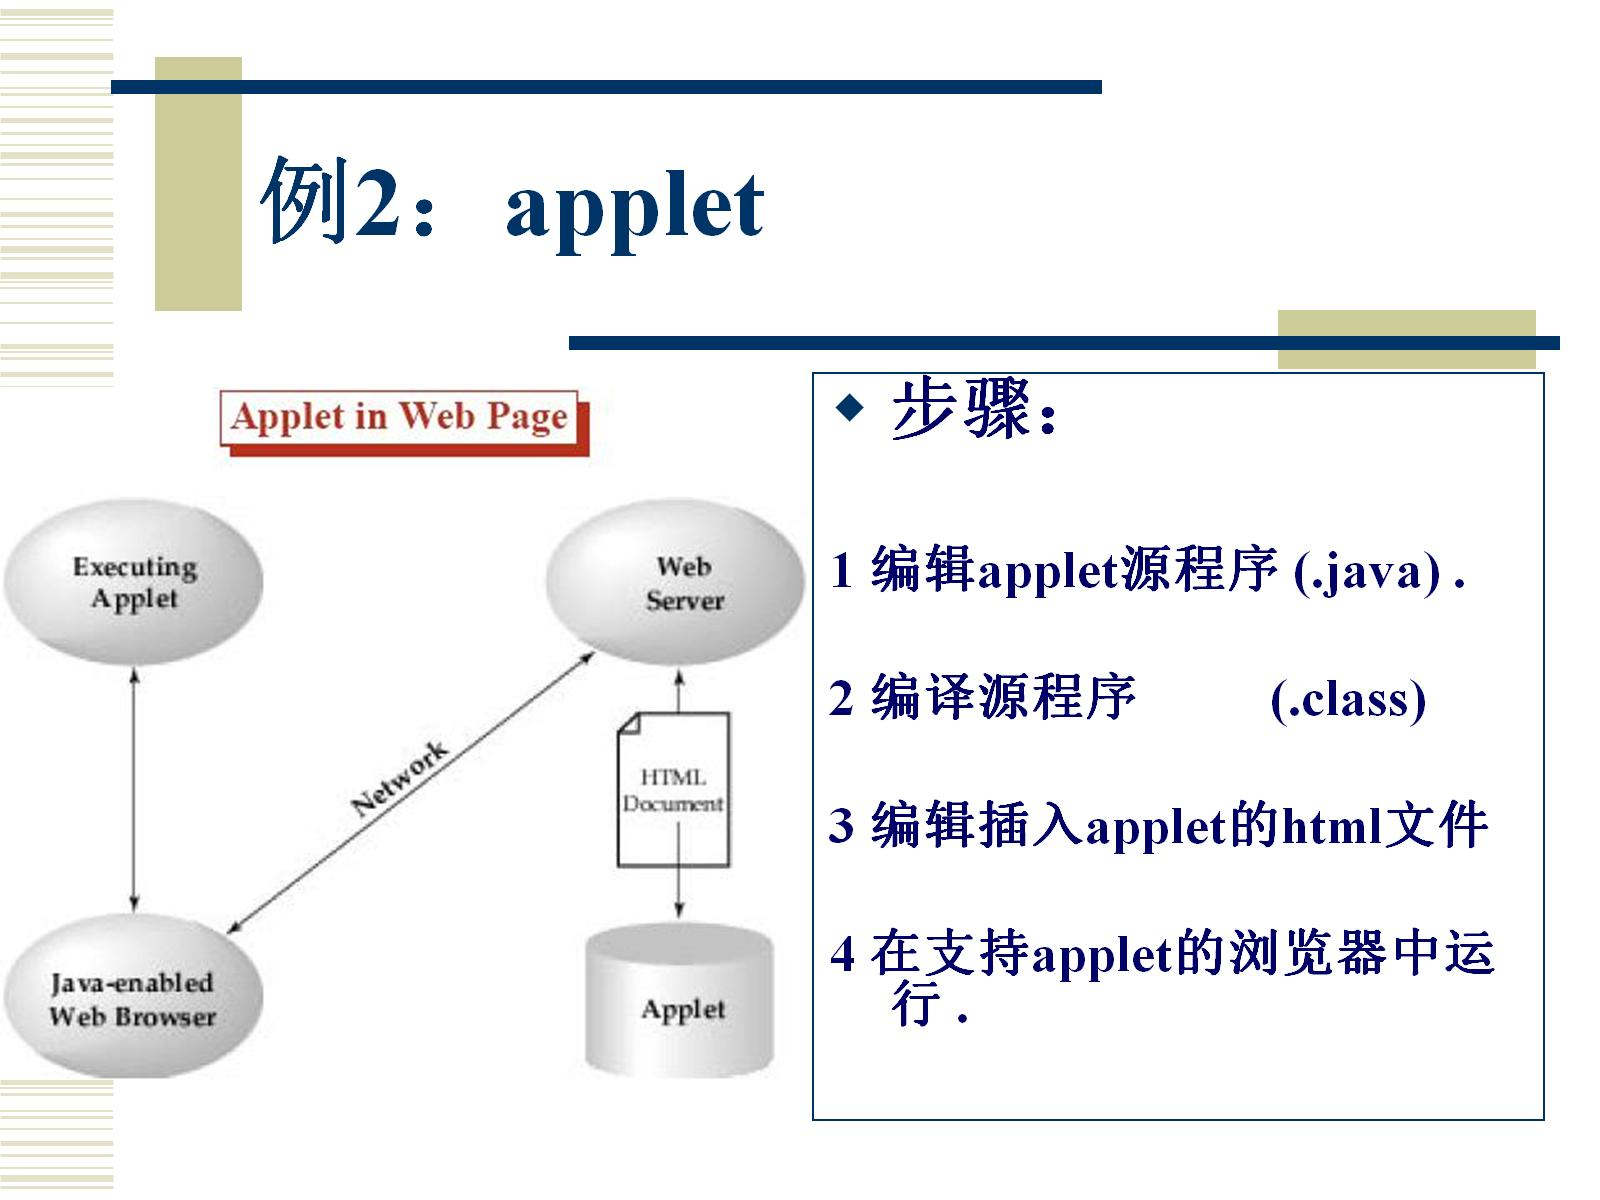 例2：applet
Applet in Web Page
Executing
Applet
Web
Server
Network
HTML
Document
Java-enabled
Web Browser
Applet
步骤：
1 编辑applet源程序 (.java) .
2 编译源程序 (.class)
3 编辑插入applet的html文件
4 在支持applet的浏览器中运
行 .